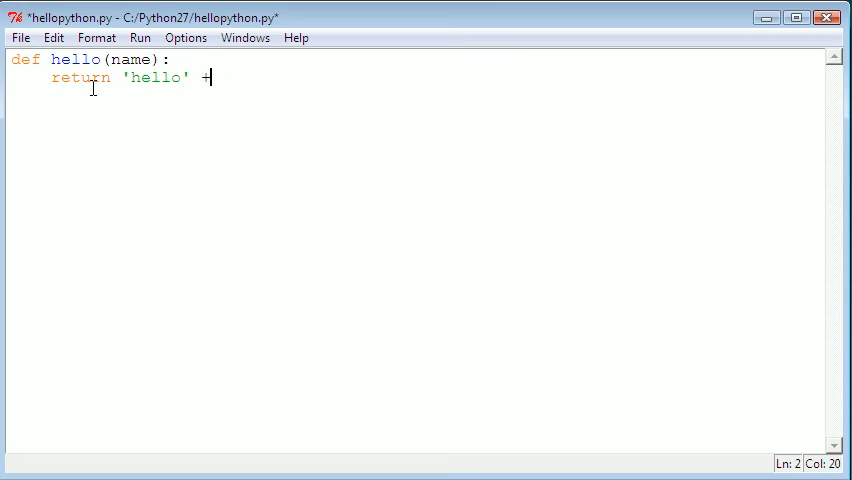 *hellopython.py - C:/Python27/hellopython.py*
File Edit Format Run Options Windows Help
def hello(name):
    return 'hello' +
Ln: 2 Col: 20